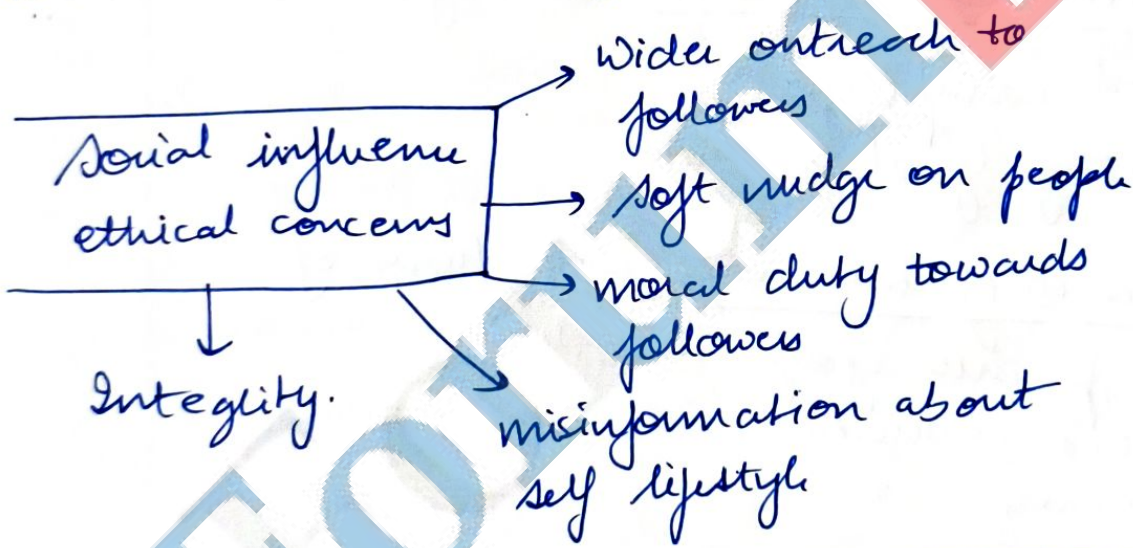 wider outreach to
followers
Social influence
ethical concerns
soft nudge on people
moral duty towards
followers
Integrity.
misinformation about
self lifestyle
Forum